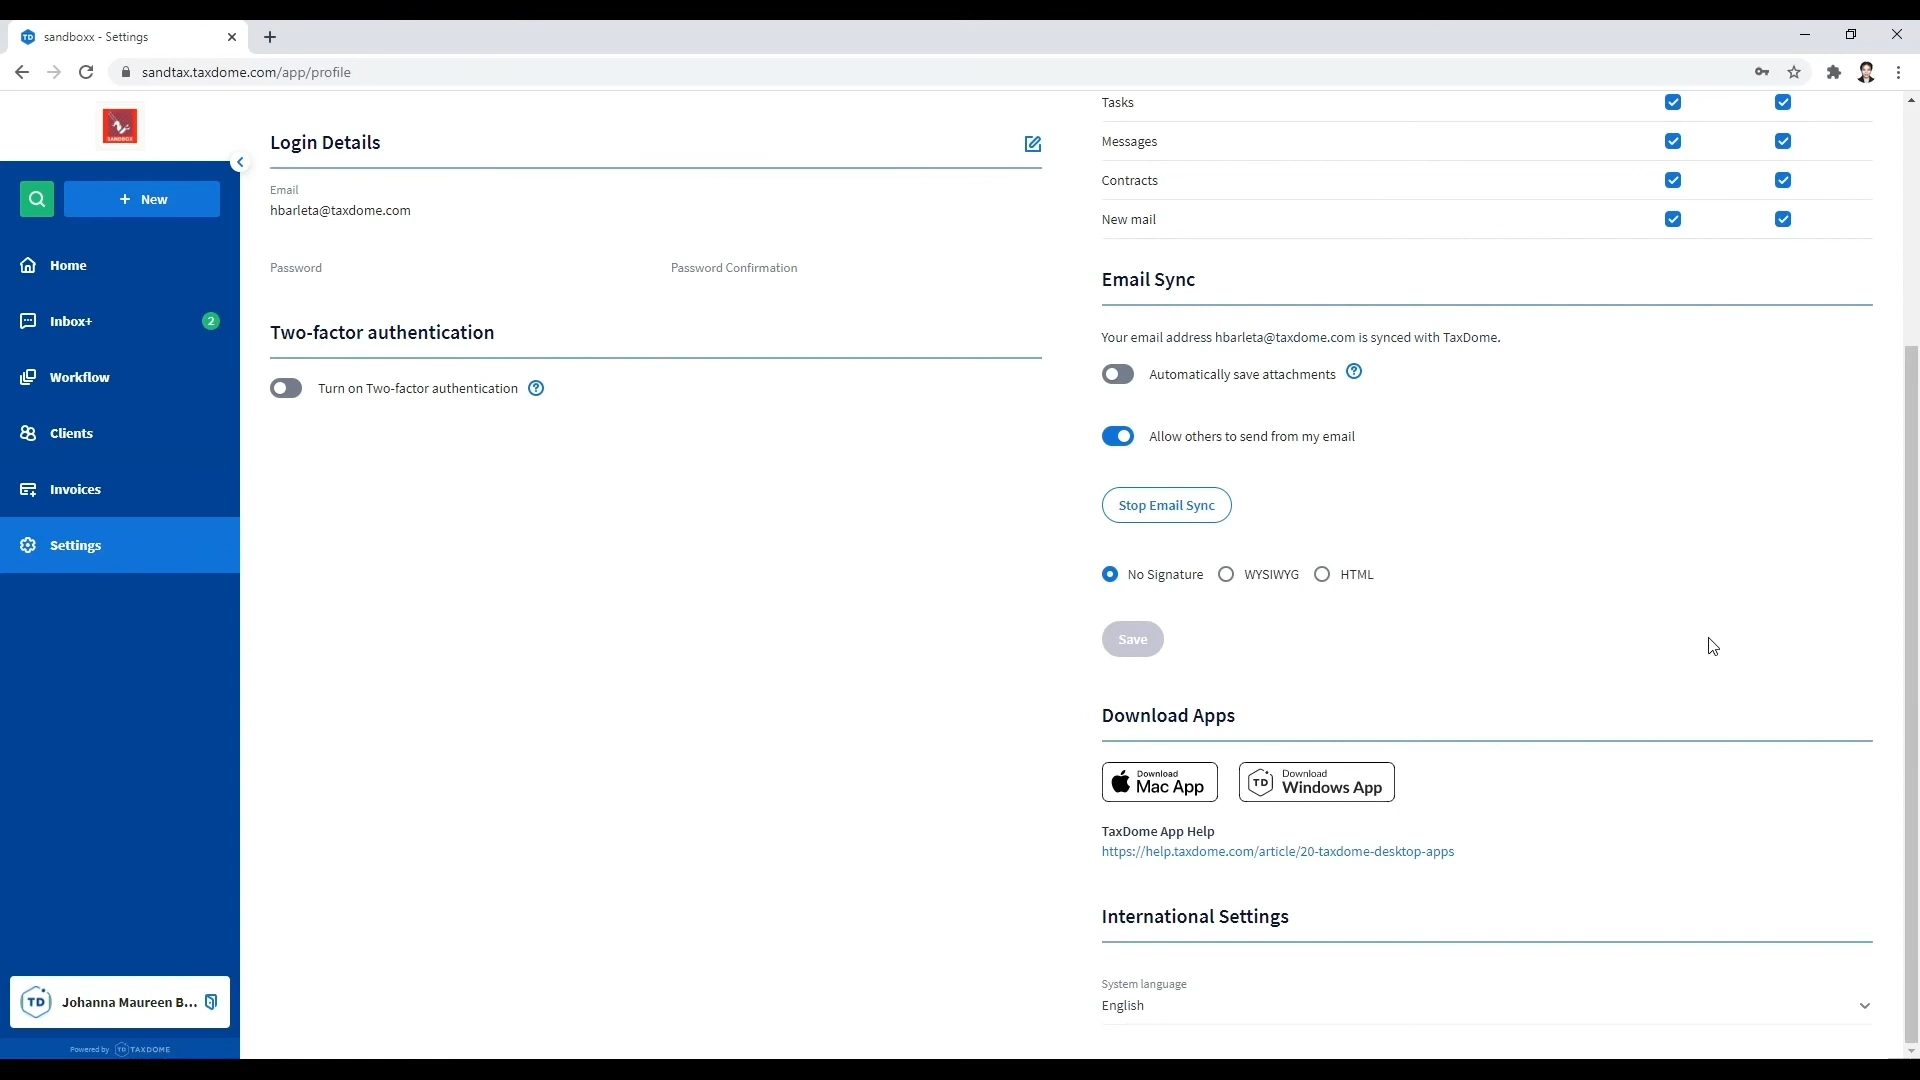 sandboxx - Settings
sandtax.taxdome.com/app/profile
SANDBOX
New
Home
Inbox+ 2
Workflow
Clients
Invoices
Settings
TD Johanna Maureen B...
Powered by TD TAXDOME
Login Details
Email
hbarleta@taxdome.com
Password Password Confirmation
Two-factor authentication
Turn on Two-factor authentication
Tasks
Messages
Contracts
New mail
Email Sync
Your email address hbarleta@taxdome.com is synced with TaxDome.
Automatically save attachments
Allow others to send from my email
Stop Email Sync
No Signature WYSIWYG HTML
Save
Download Apps
Download
Mac App
TD Download
Windows App
TaxDome App Help
https://help.taxdome.com/article/20-taxdome-desktop-apps
International Settings
System language
English